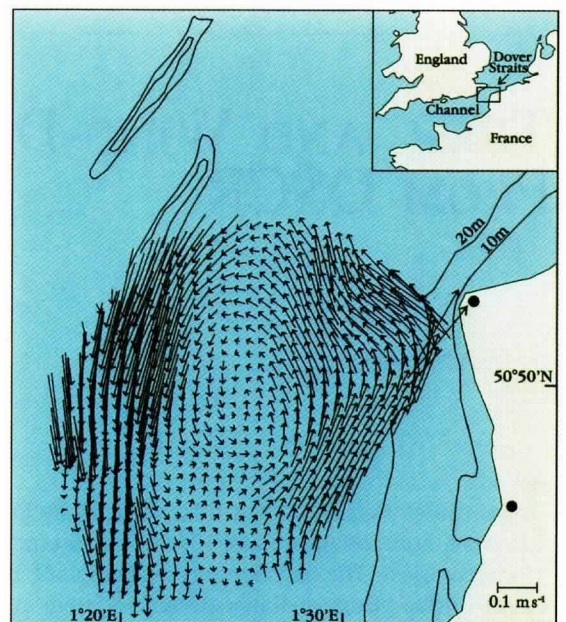 England
Dover
Straits
Channel
France
20m
10m
50°50'N
0.1 ms⁻¹
1°20'E
1°30'E